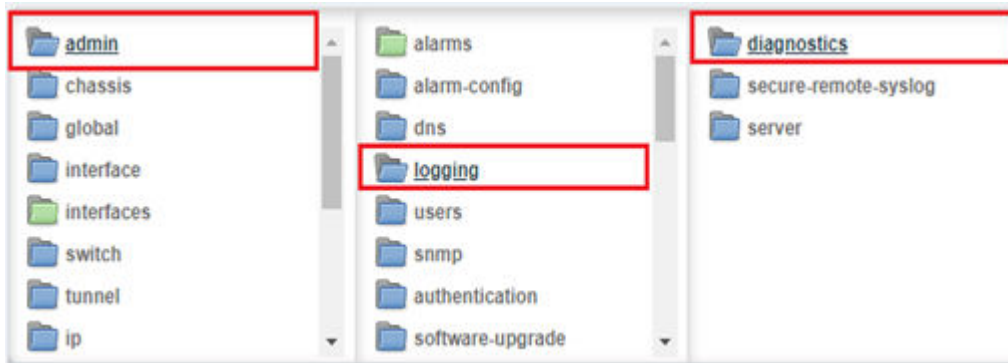 admin
chassis
global
interface
interfaces
switch
tunnel
ip
alarms
alarm-config
dns
logging
users
snmp
authentication
software-upgrade
diagnostics
secure-remote-syslog
server